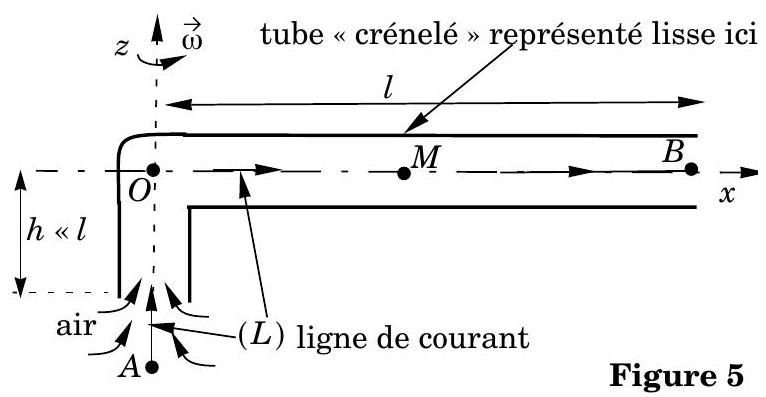 z
ω
tube « crénelé » représenté lisse ici
l
M
B
O
x
h « l
air
(L) ligne de courant
A
Figure 5